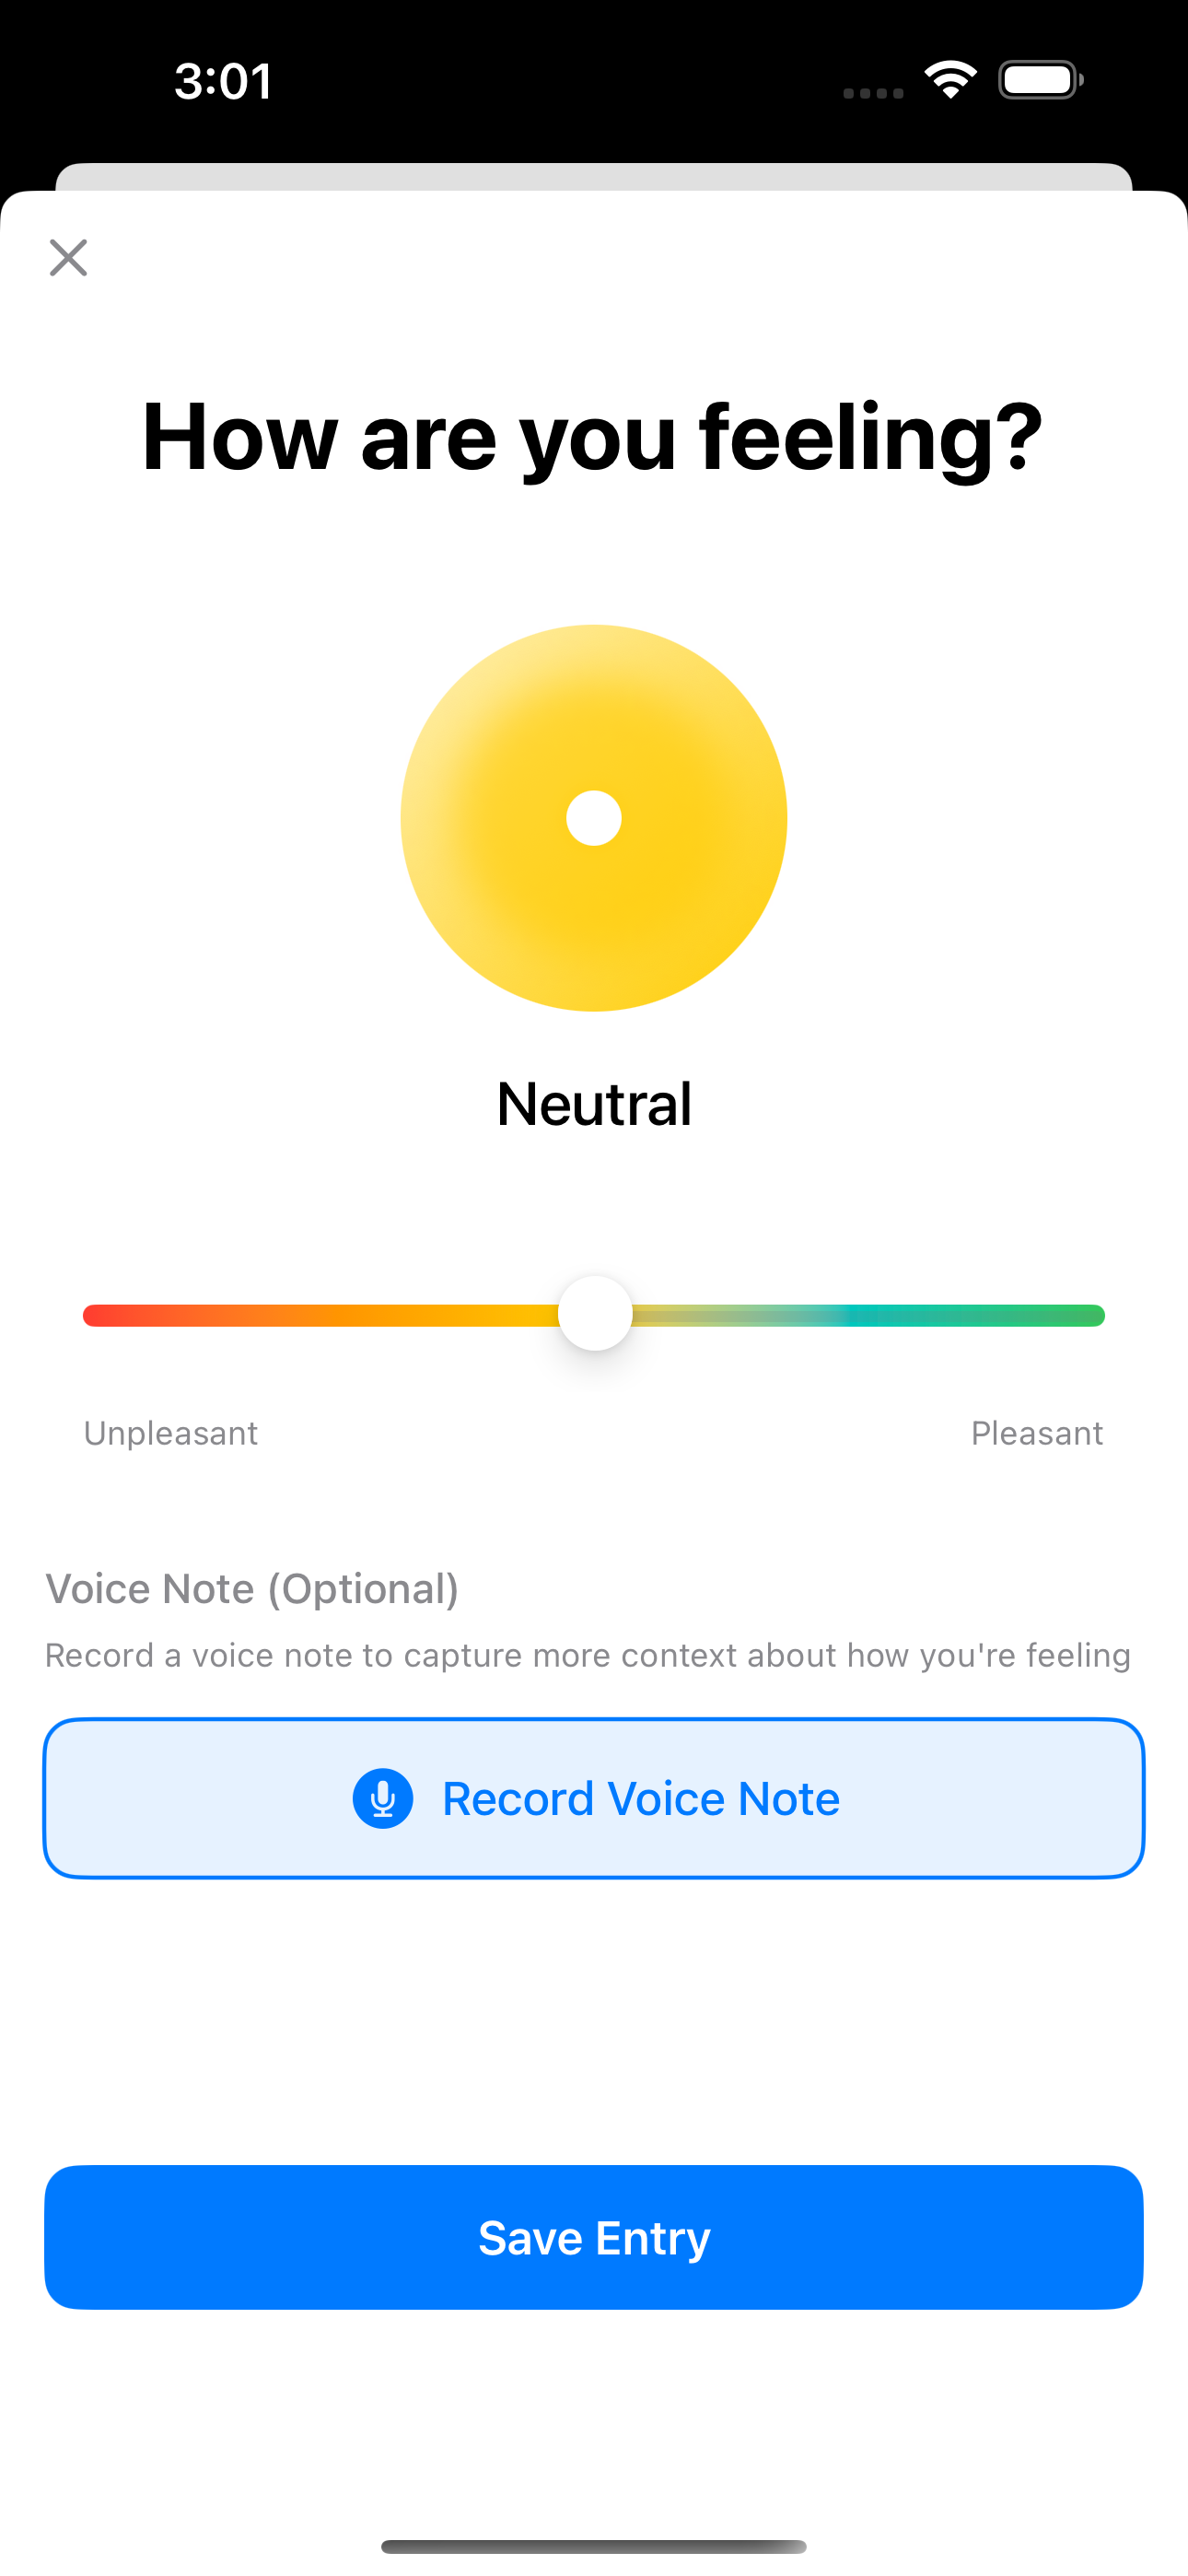 3:01
How are you feeling?
Neutral
Unpleasant Pleasant
Voice Note (Optional)
Record a voice note to capture more context about how you're feeling
Record Voice Note
Save Entry